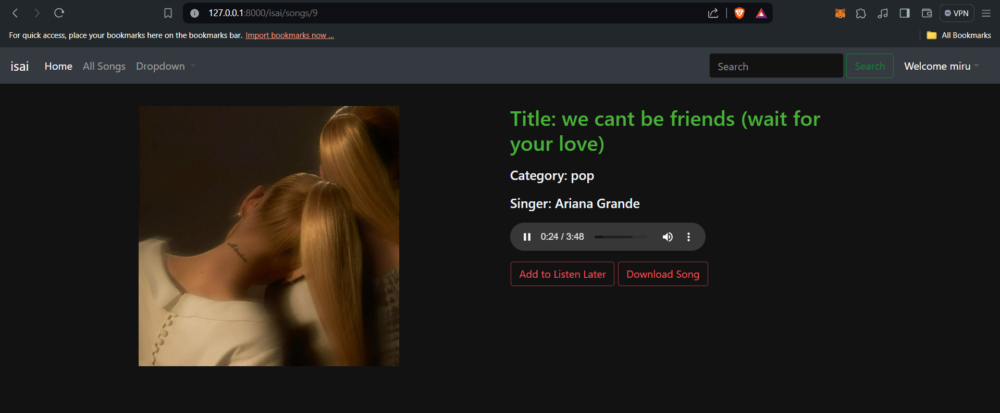 127.0.0.1:8000/isai/songs/9
VPN
For quick access, place your bookmarks here on the bookmarks bar. Import bookmarks now ...
All Bookmarks
isai Home All Songs Dropdown
Search
Search
Welcome miru
Title: we cant be friends (wait for
your love)
Category: pop
Singer: Ariana Grande
0:24 / 3:48
Add to Listen Later
Download Song